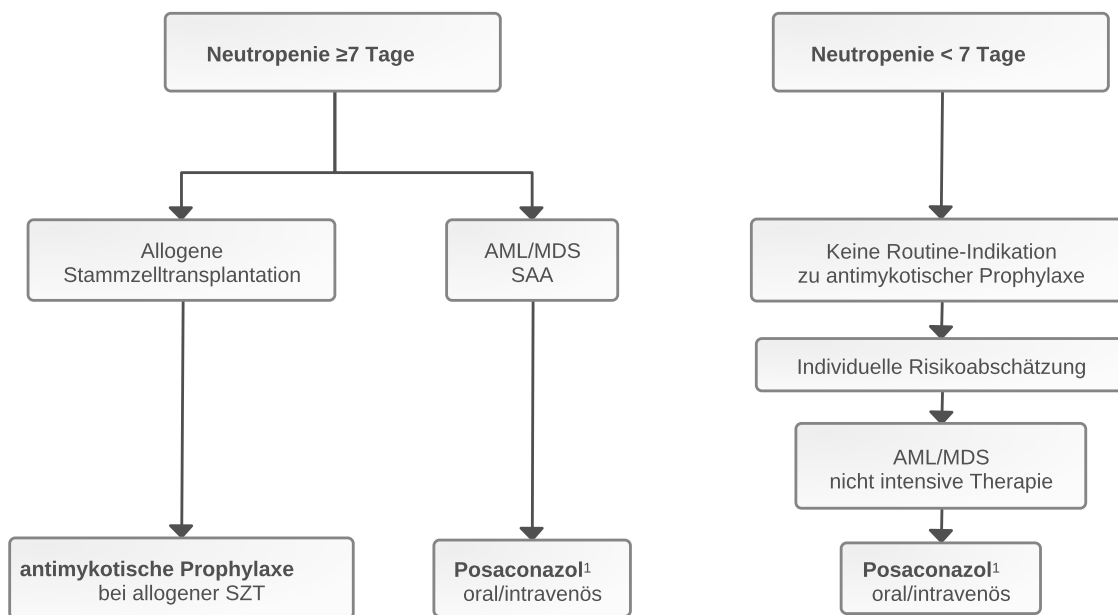 Neutropenie ≥7 Tage
Neutropenie < 7 Tage
Allogene
Stammzelltransplantation
AML/MDS
SAA
Keine Routine-Indikation
zu antimykotischer Prophylaxe
Individuelle Risikoabschätzung
AML/MDS
nicht intensive Therapie
antimykotische Prophylaxe
bei allogener SZT
Posaconazol¹
oral/intravenös
Posaconazol¹
oral/intravenös